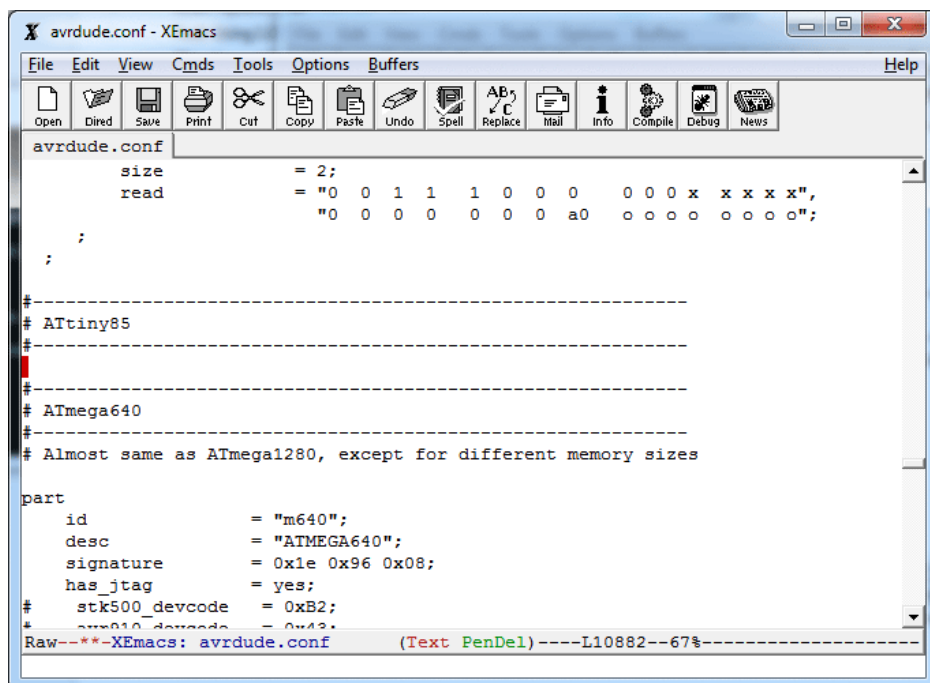 avrdude.conf - XEmacs
File Edit View Cmds Tools Options Buffers Help
Open Dired Save Print Cut Copy Paste Undo Spell Replace Mail Info Compile Debug News
avrdude.conf
size = 2;
read = "0 0 1 1 1 0 0 0 0 0 0 x x x x x",
"0 0 0 0 0 0 0 a0 o o o o o o o o";
;
;
#------------------------------------------------------------
# ATtiny85
#------------------------------------------------------------
#------------------------------------------------------------
# ATmega640
#------------------------------------------------------------
# Almost same as ATmega1280, except for different memory sizes
part
id = "m640";
desc = "ATMEGA640";
signature = 0x1e 0x96 0x08;
has_jtag = yes;
# stk500_devcode = 0xB2;
# avr910_devcode = 0x43;
Raw--**-XEmacs: avrdude.conf (Text PenDel)----L10882--67%--------------------